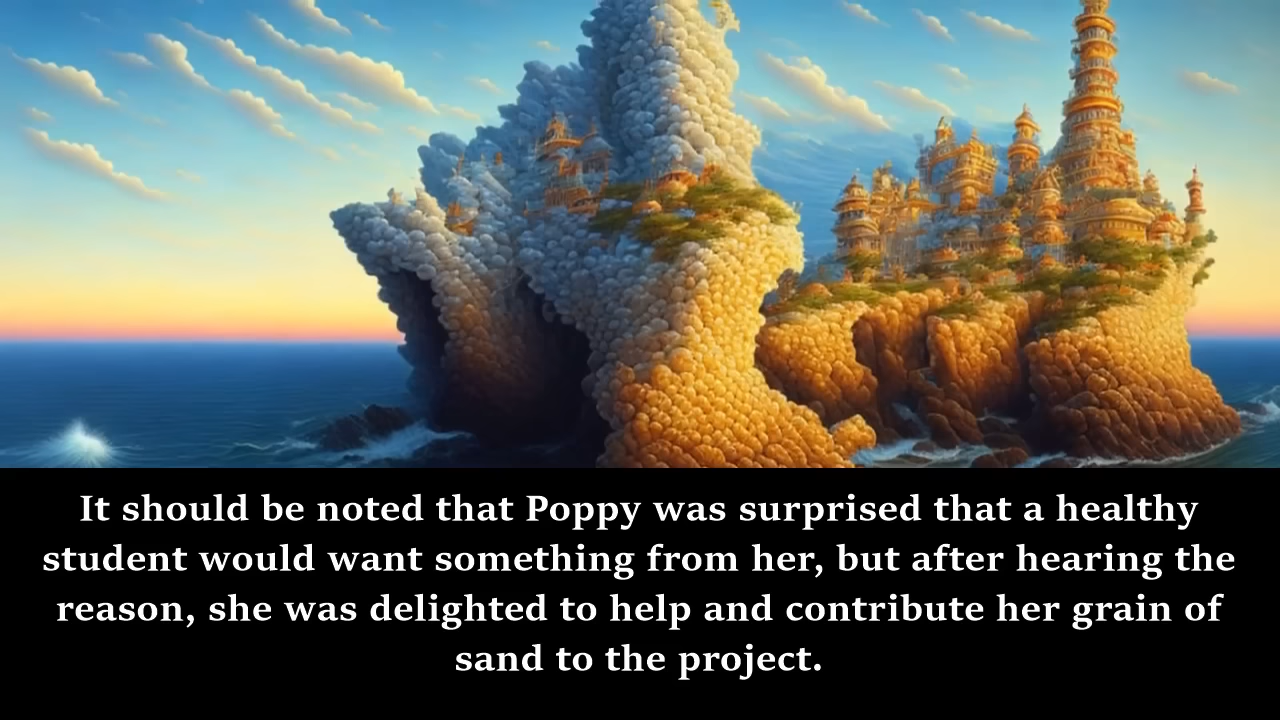 It should be noted that Poppy was surprised that a healthy
student would want something from her, but after hearing the
reason, she was delighted to help and contribute her grain of
sand to the project.